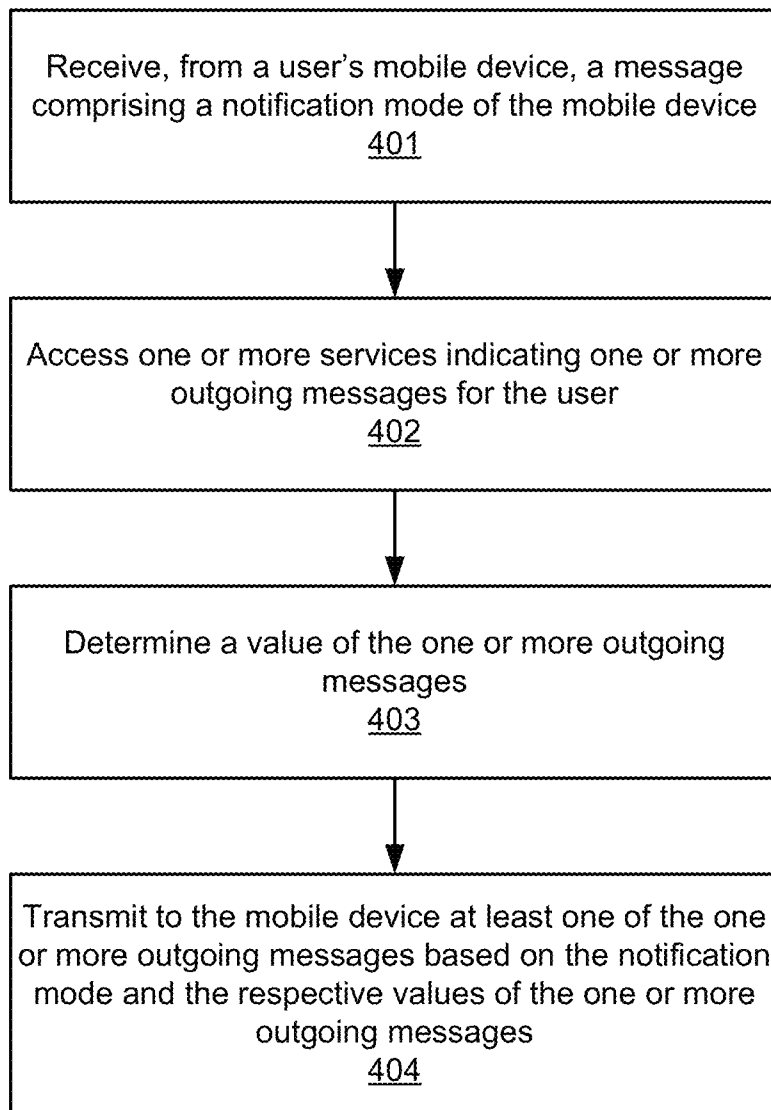 Receive, from a user's mobile device, a message
comprising a notification mode of the mobile device
401
Access one or more services indicating one or more
outgoing messages for the user
402
Determine a value of the one or more outgoing
messages
403
Transmit to the mobile device at least one of the one
or more outgoing messages based on the notification
mode and the respective values of the one or more
outgoing messages
404